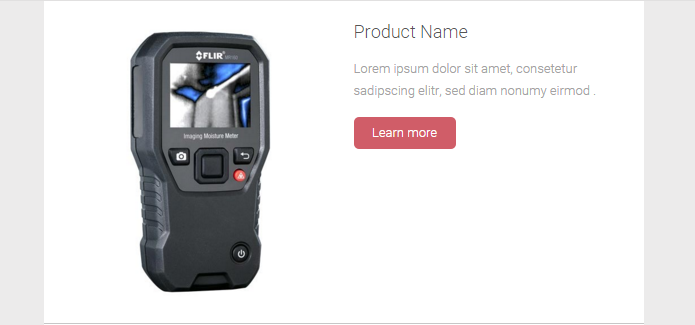 FLIR
Imaging Moisture Meter
Product Name
Lorem ipsum dolor sit amet, consetetur
sadipscing elitr, sed diam nonumy eirmod .
Learn more